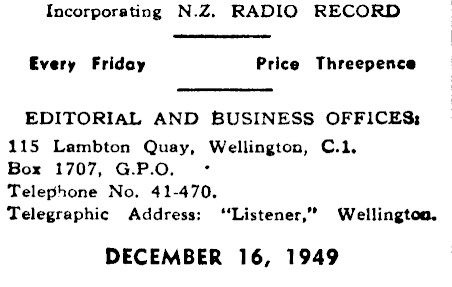 Incorporating N.Z. RADIO RECORD
Every Friday Price Threepence
EDITORIAL AND BUSINESS OFFICES:
115 Lambton Quay, Wellington, C.1.
Box 1707, G.P.O.
Telephone No. 41-470.
Telegraphic Address: "Listener," Wellington.
DECEMBER 16, 1949